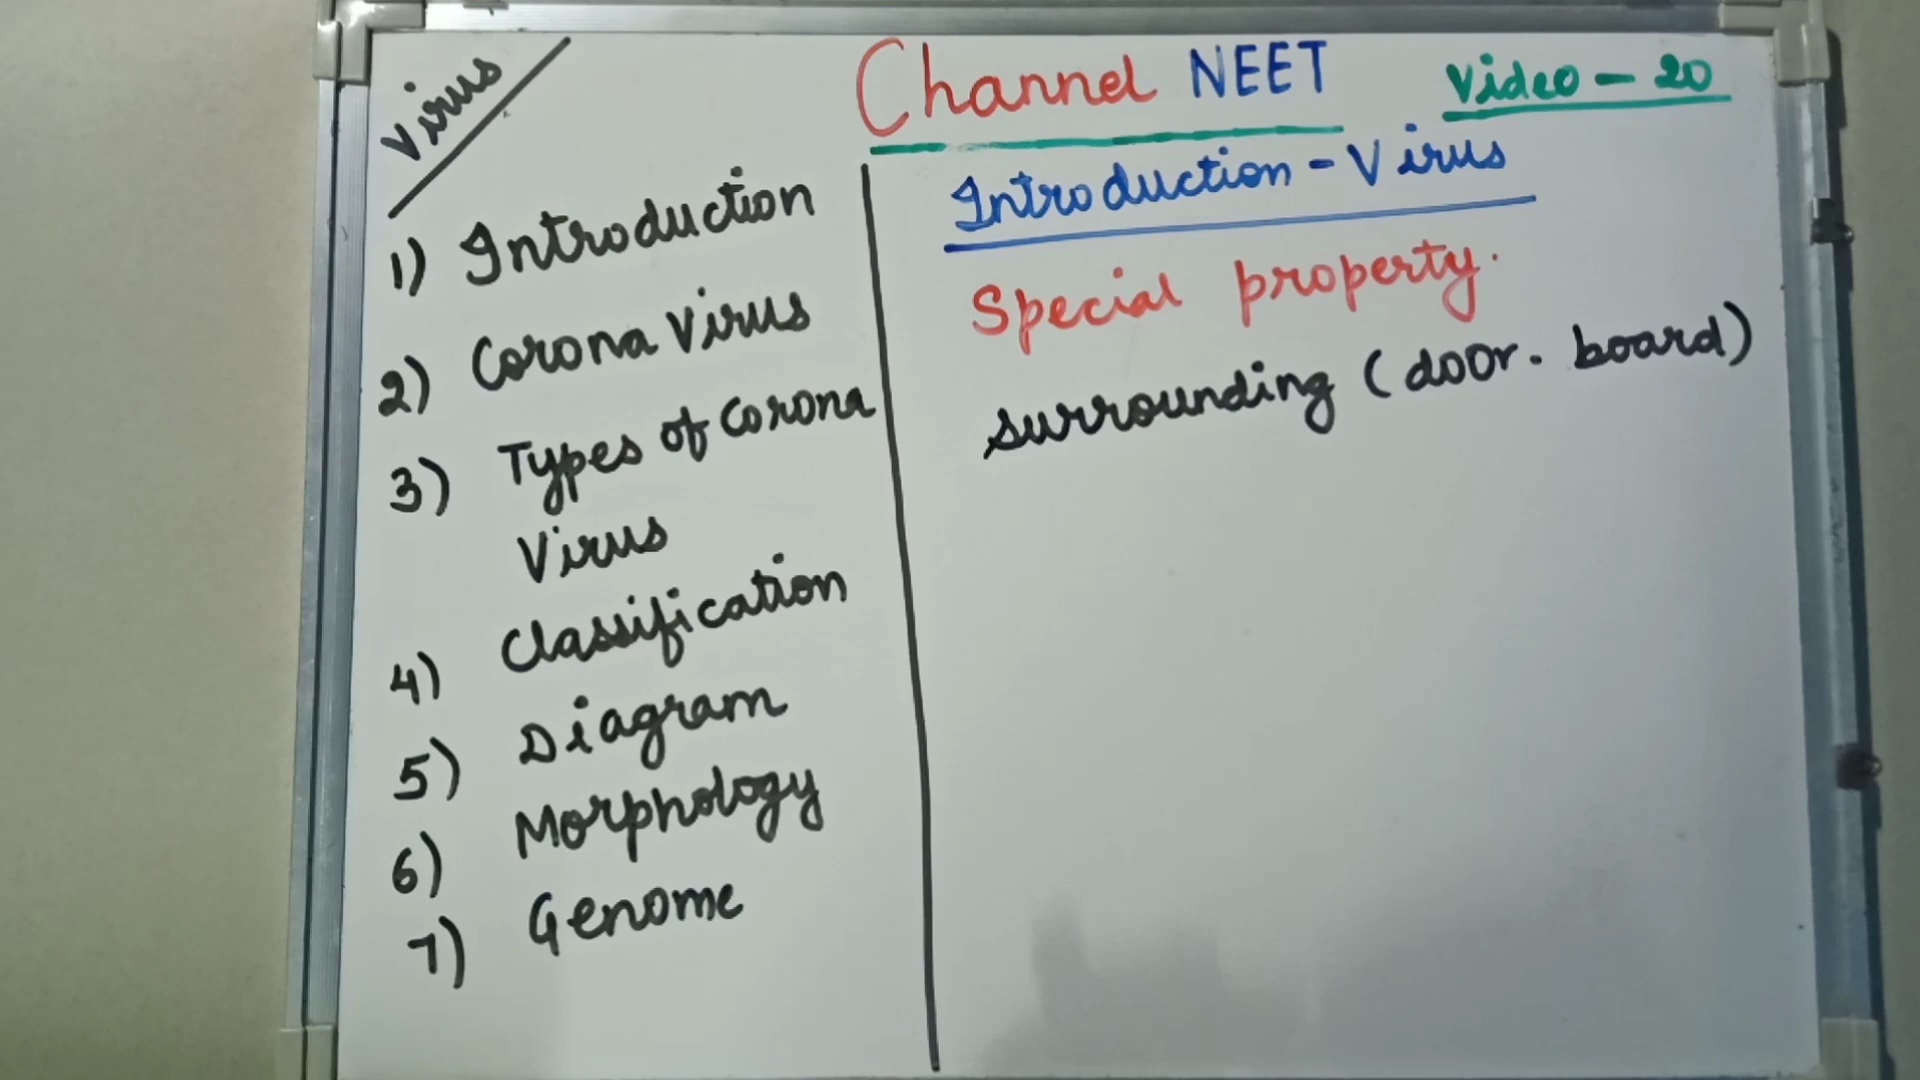 Virus
Channel NEET
Video - 20
1) Introduction
2) Corona Virus
3) Types of Corona
Virus
4) Classification
5) Diagram
6) Morphology
7) Genome
Introduction - Virus
Special property.
surrounding (door. board)